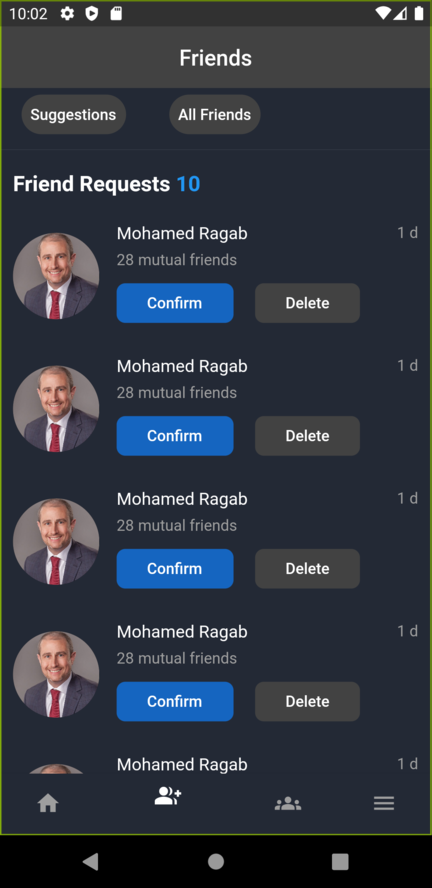 10:02
Friends
Suggestions All Friends
Friend Requests 10
Mohamed Ragab 1 d
28 mutual friends
Confirm Delete
Mohamed Ragab 1 d
28 mutual friends
Confirm Delete
Mohamed Ragab 1 d
28 mutual friends
Confirm Delete
Mohamed Ragab 1 d
28 mutual friends
Confirm Delete
Mohamed Ragab 1 d